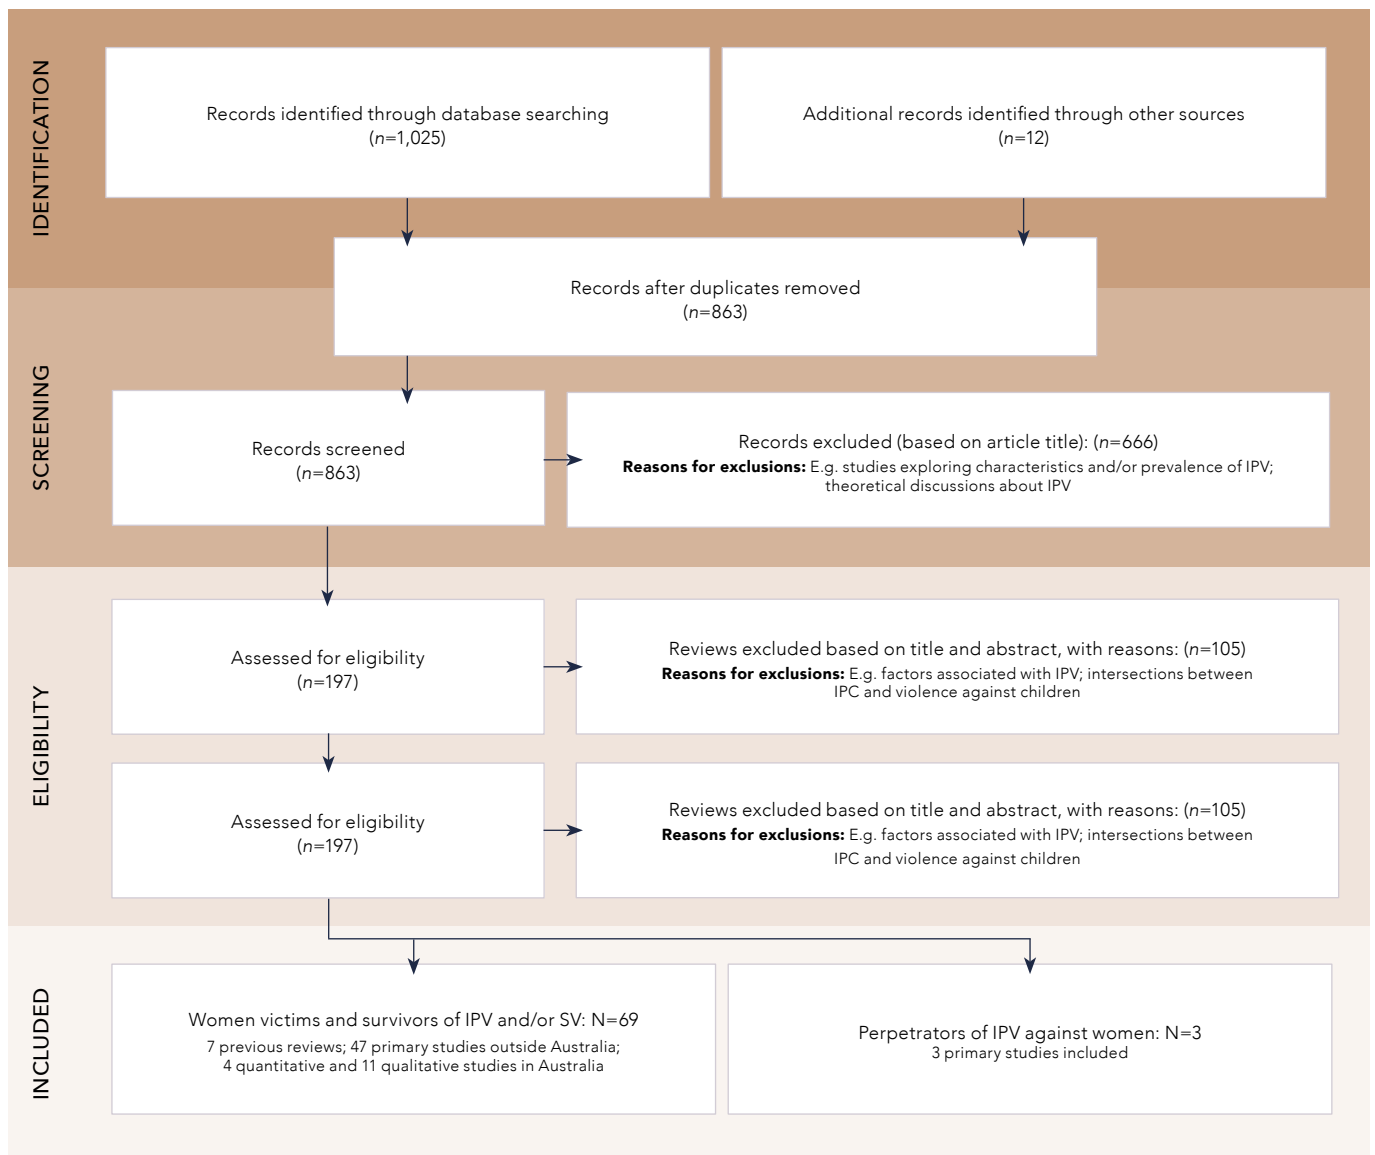 IDENTIFICATION
Records identified through database searching
(n=1,025)
Additional records identified through other sources
(n=12)
Records after duplicates removed
(n=863)
SCREENING
Records screened
(n=863)
Records excluded (based on article title): (n=666)
Reasons for exclusions: E.g. studies exploring characteristics and/or prevalence of IPV;
theoretical discussions about IPV
ELIGIBILITY
Assessed for eligibility
(n=197)
Reviews excluded based on title and abstract, with reasons: (n=105)
Reasons for exclusions: E.g. factors associated with IPV; intersections between
IPC and violence against children
Assessed for eligibility
(n=197)
Reviews excluded based on title and abstract, with reasons: (n=105)
Reasons for exclusions: E.g. factors associated with IPV; intersections between
IPC and violence against children
INCLUDED
Women victims and survivors of IPV and/or SV: N=69
7 previous reviews; 47 primary studies outside Australia;
4 quantitative and 11 qualitative studies in Australia
Perpetrators of IPV against women: N=3
3 primary studies included